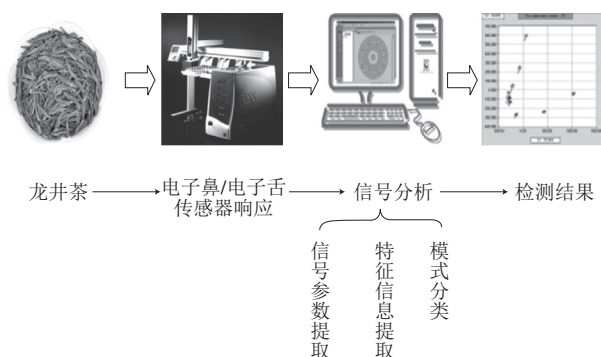 龙井茶
电子鼻/电子舌
传感器响应
信号分析
检测结果
信号参数提取
特征信息提取
模式分类